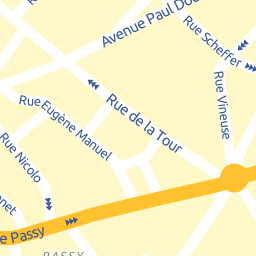 Avenue Paul Dou
Rue Scheffer
Rue Vineuse
Rue de la Tour
Rue Eugène Manuel
Rue Nicolo
e Passy
PASSY